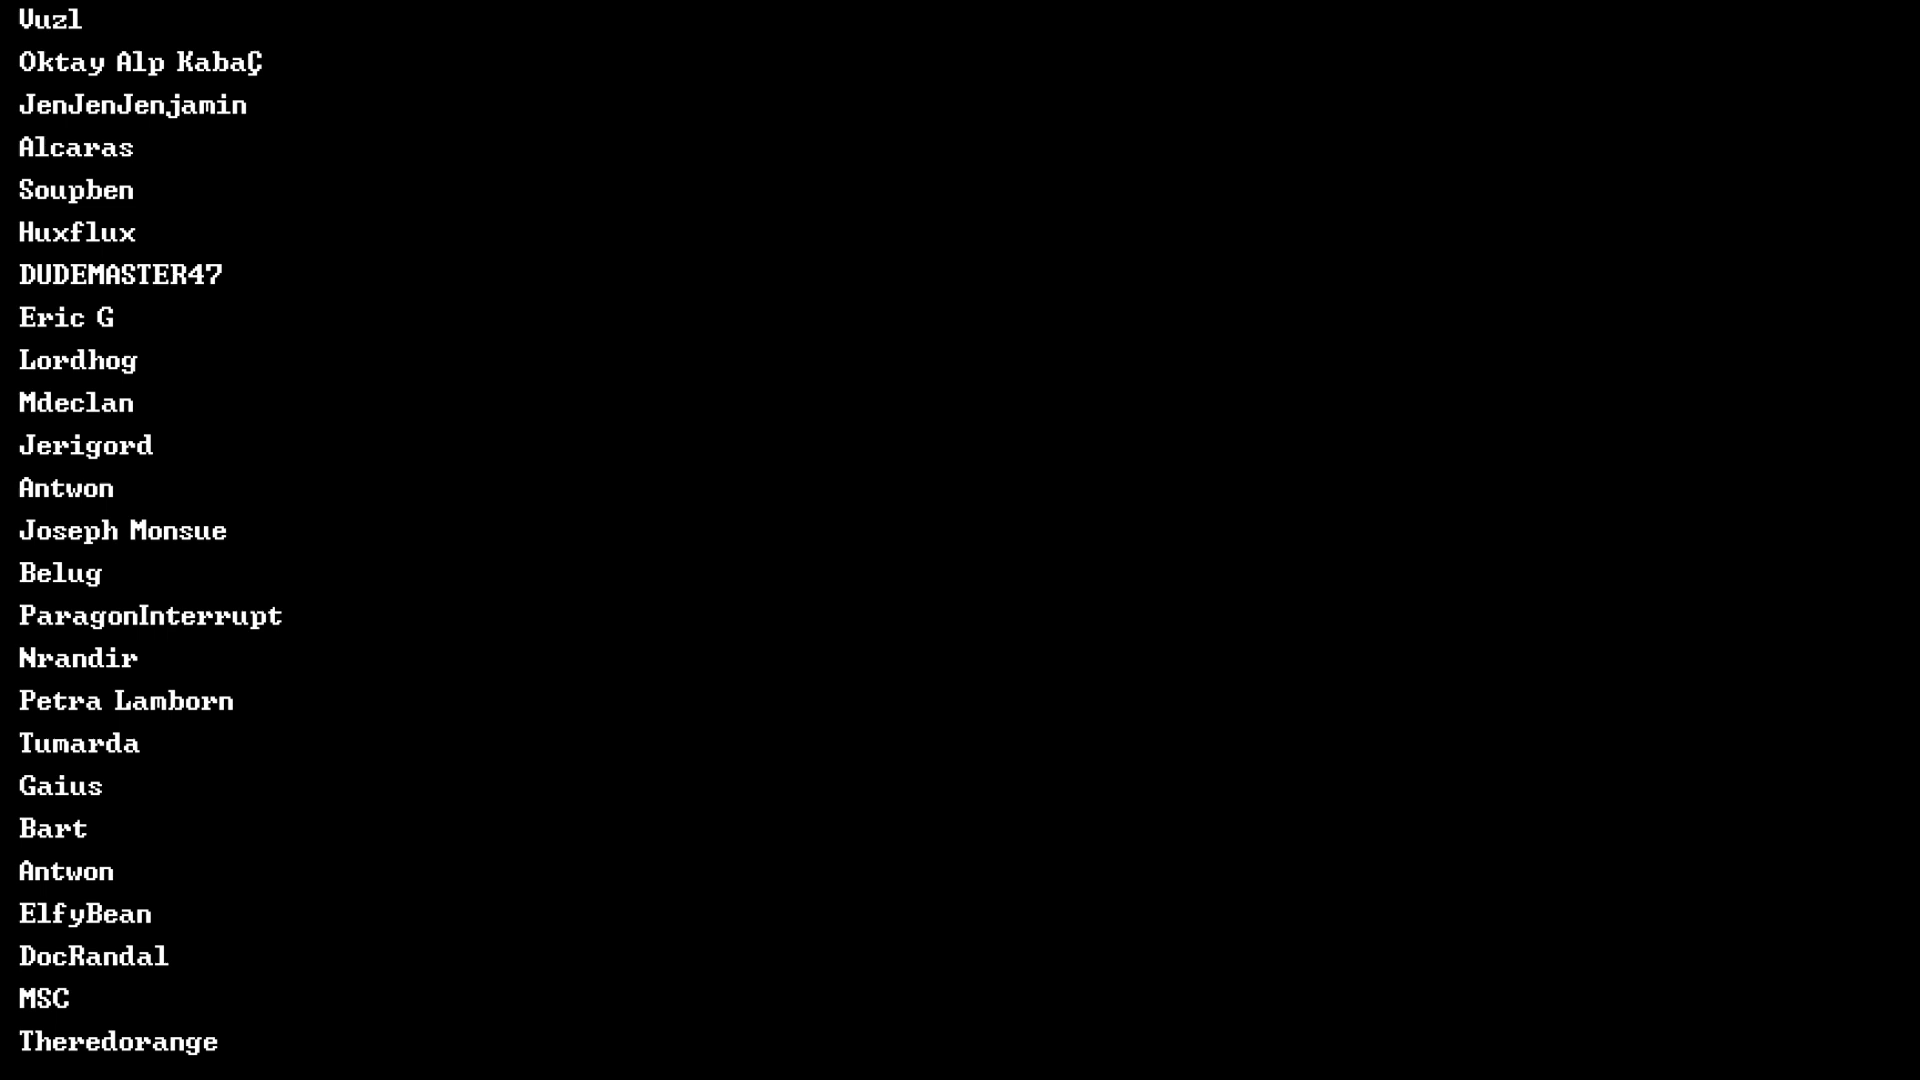 Vuzl
Oktay Alp KabaÇ
JenJenJenjamin
Alcaras
Soupben
Huxflux
DUDEMASTER47
Eric G
Lordhog
Mdeclan
Jerigord
Antwon
Joseph Monsue
Belug
ParagonInterrupt
Nrandir
Petra Lamborn
Tumarda
Gaius
Bart
Antwon
ElfyBean
DocRandal
MSC
Theredorange